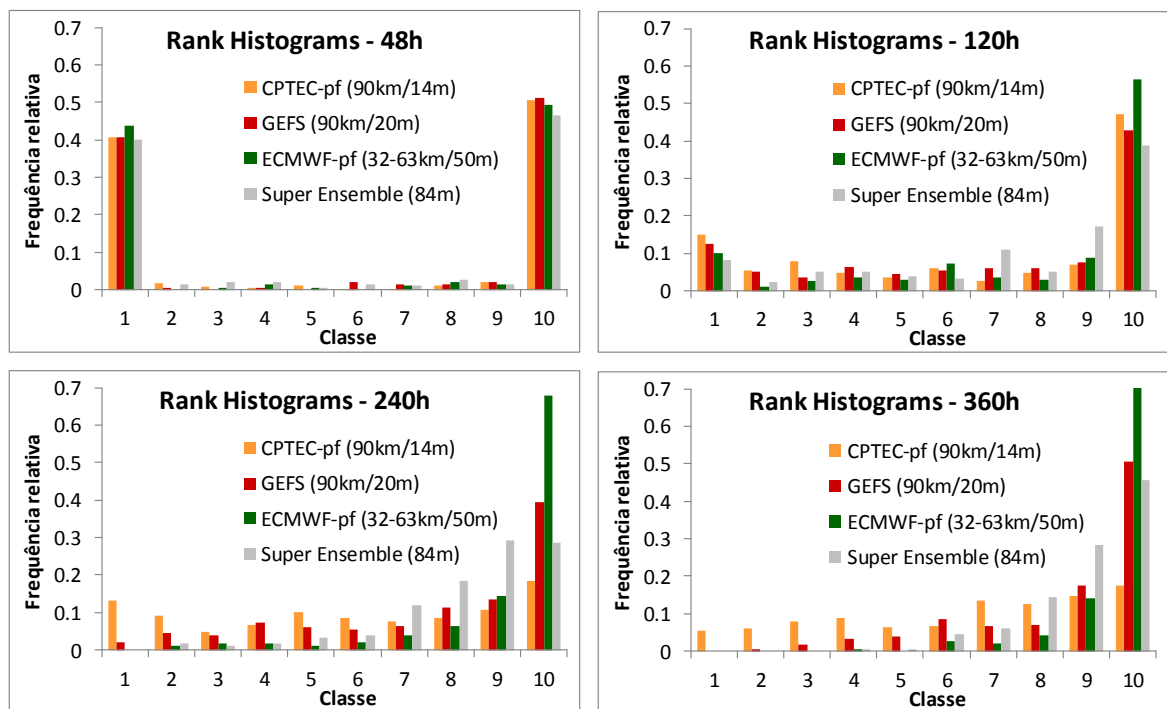 Rank Histograms - 48h
Frequência relativa
0.7
0.6
0.5
0.4
0.3
0.2
0.1
0
CPTEC-pf (90km/14m)
GEFS (90km/20m)
ECMWF-pf (32-63km/50m)
Super Ensemble (84m)
1 2 3 4 5 6 7 8 9 10
Classe
Rank Histograms - 120h
Frequência relativa
0.7
0.6
0.5
0.4
0.3
0.2
0.1
0
CPTEC-pf (90km/14m)
GEFS (90km/20m)
ECMWF-pf (32-63km/50m)
Super Ensemble (84m)
1 2 3 4 5 6 7 8 9 10
Classe
Rank Histograms - 240h
Frequência relativa
0.7
0.6
0.5
0.4
0.3
0.2
0.1
0
CPTEC-pf (90km/14m)
GEFS (90km/20m)
ECMWF-pf (32-63km/50m)
Super Ensemble (84m)
1 2 3 4 5 6 7 8 9 10
Classe
Rank Histograms - 360h
Frequência relativa
0.7
0.6
0.5
0.4
0.3
0.2
0.1
0
CPTEC-pf (90km/14m)
GEFS (90km/20m)
ECMWF-pf (32-63km/50m)
Super Ensemble (84m)
1 2 3 4 5 6 7 8 9 10
Classe